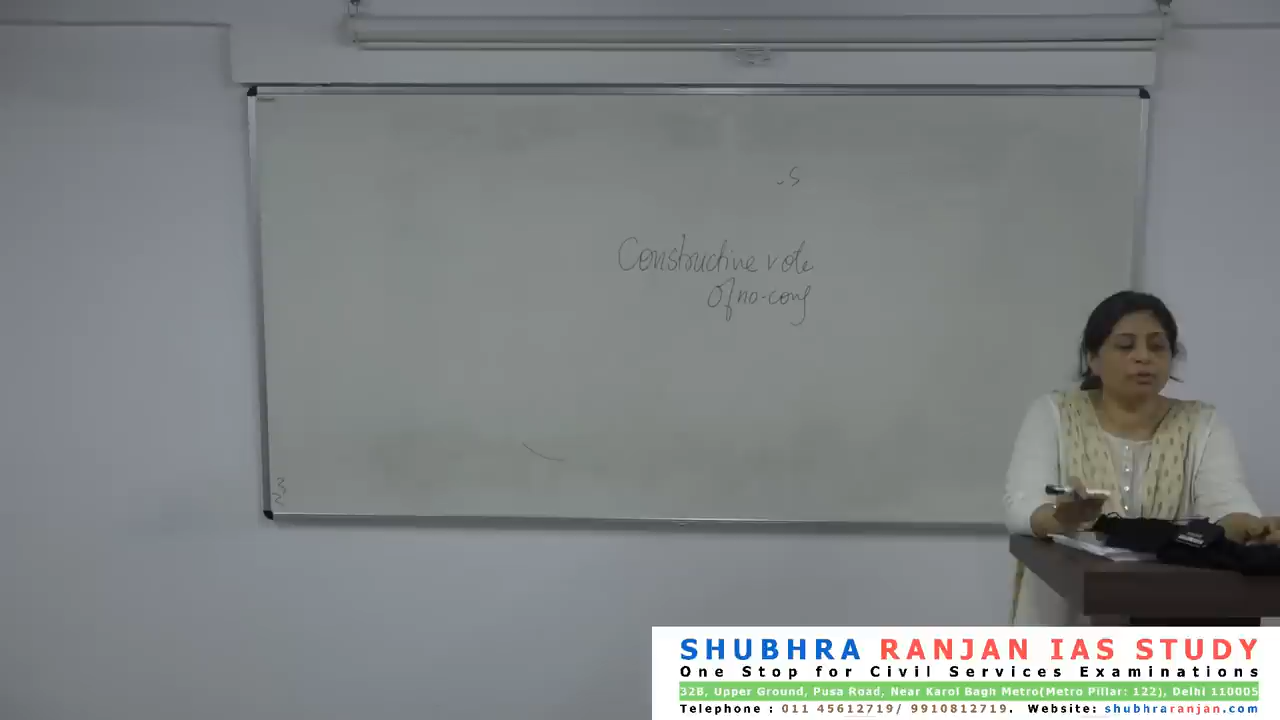 Constructive vote
of no-conf
SHUBHRA RANJAN IAS STUDY
One Stop for Civil Services Examinations
32B, Upper Ground, Pusa Road, Near Karol Bagh Metro(Metro Pillar: 122), Delhi 110005
Telephone : 011 45612719/ 9910812719. Website: shubhraranjan.com